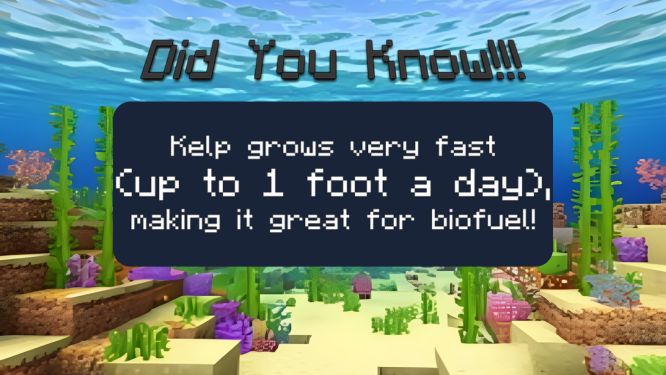 Did You Know!!!
Kelp grows very fast
(up to 1 foot a day),
making it great for biofuel!